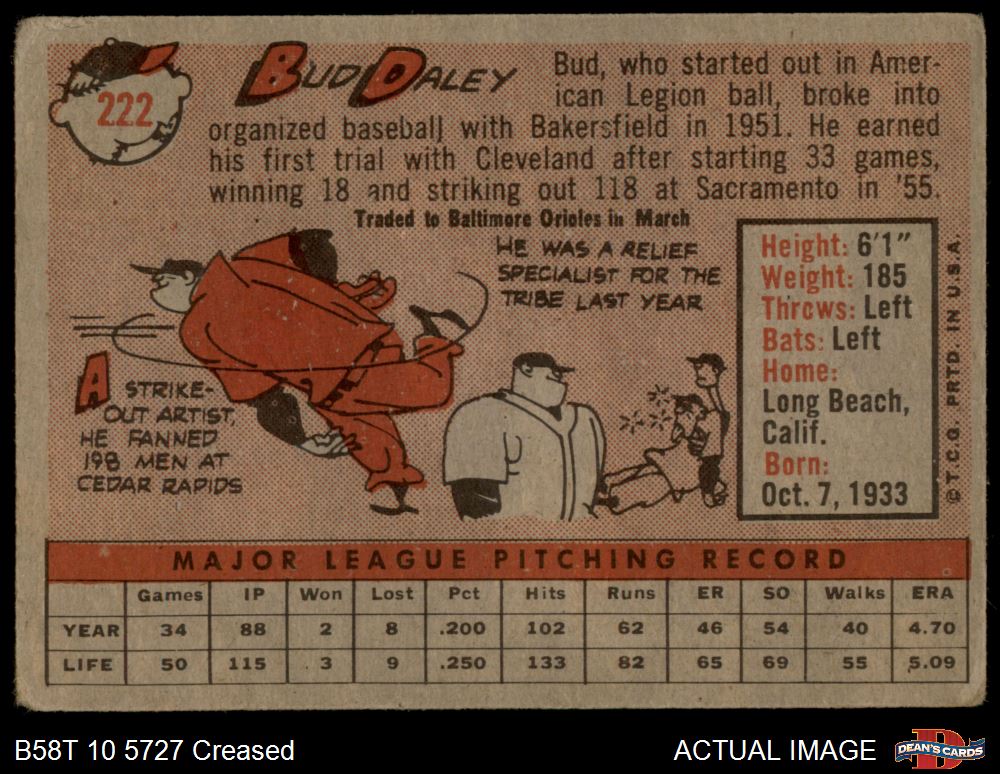 222
BUD DALEY
Bud, who started out in Amer-
ican Legion ball, broke into
organized baseball with Bakersfield in 1951. He earned
his first trial with Cleveland after starting 33 games,
winning 18 and striking out 118 at Sacramento in '55.
Traded to Baltimore Orioles in March
HE WAS A RELIEF
SPECIALIST FOR THE
TRIBE LAST YEAR
A STRIKE-
OUT ARTIST,
HE FANNED
198 MEN AT
CEDAR RAPIDS
Height: 6'1"
Weight: 185
Throws: Left
Bats: Left
Home:
Long Beach,
Calif.
Born:
Oct. 7, 1933
© T.C.G. PRTD. IN U.S.A.
MAJOR LEAGUE PITCHING RECORD
Games IP Won Lost Pct Hits Runs ER SO Walks ERA
YEAR 34 88 2 8 .200 102 62 46 54 40 4.70
LIFE 50 115 3 9 .250 133 82 65 69 55 5.09
B58T 10 5727 Creased
ACTUAL IMAGE
D
DEAN'S CARDS